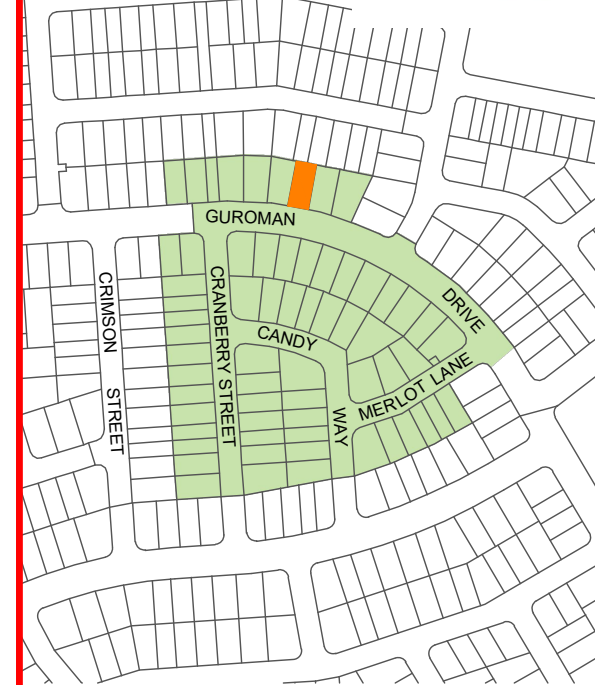 GUROMAN
DRIVE
CRIMSON
STREET
CRANBERRY STREET
CANDY
WAY
MERLOT LANE